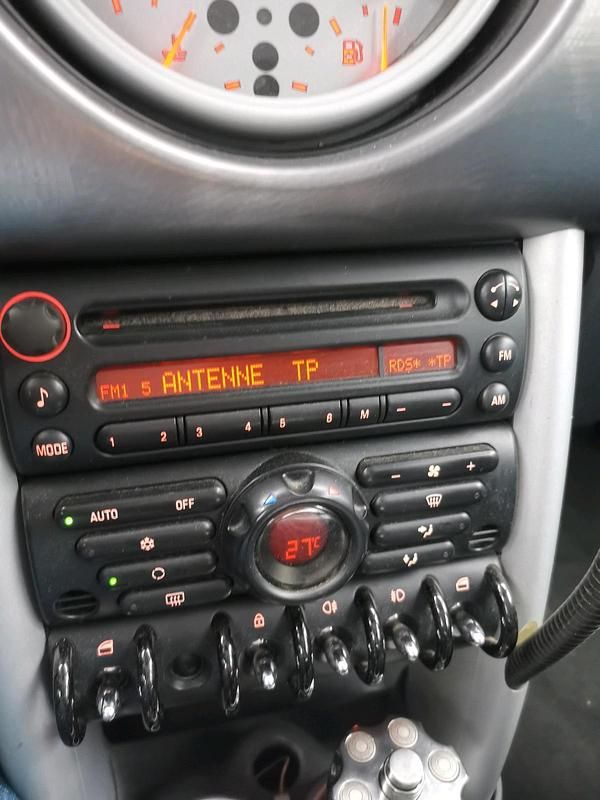 FM1 5 ANTENNE TP RDS* *TP
FM
MODE
1 2 3 4 5 6 M - -
AM
AUTO OFF
- +
27°C